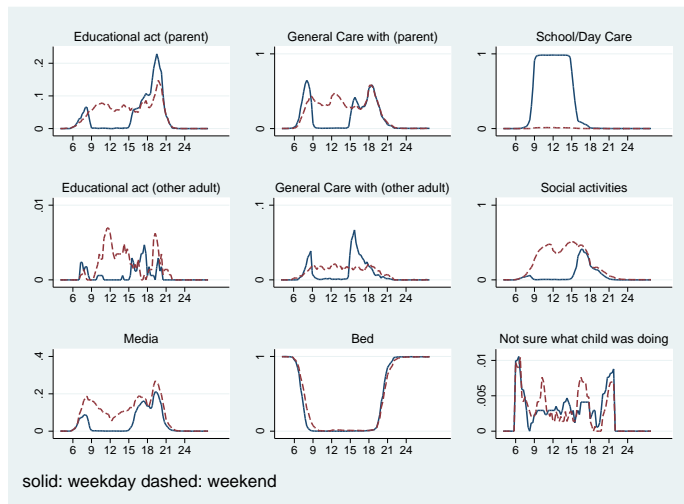 Educational act (parent)
0 .1 .2
6 9 12 15 18 21 24
General Care with (parent)
0 1
6 9 12 15 18 21 24
School/Day Care
0 1
6 9 12 15 18 21 24
Educational act (other adult)
0 .01
6 9 12 15 18 21 24
General Care with (other adult)
0 .1
6 9 12 15 18 21 24
Social activities
0 1
6 9 12 15 18 21 24
Media
0 .2 .4
6 9 12 15 18 21 24
Bed
0 1
6 9 12 15 18 21 24
Not sure what child was doing
0 .005 .01
6 9 12 15 18 21 24
solid: weekday dashed: weekend